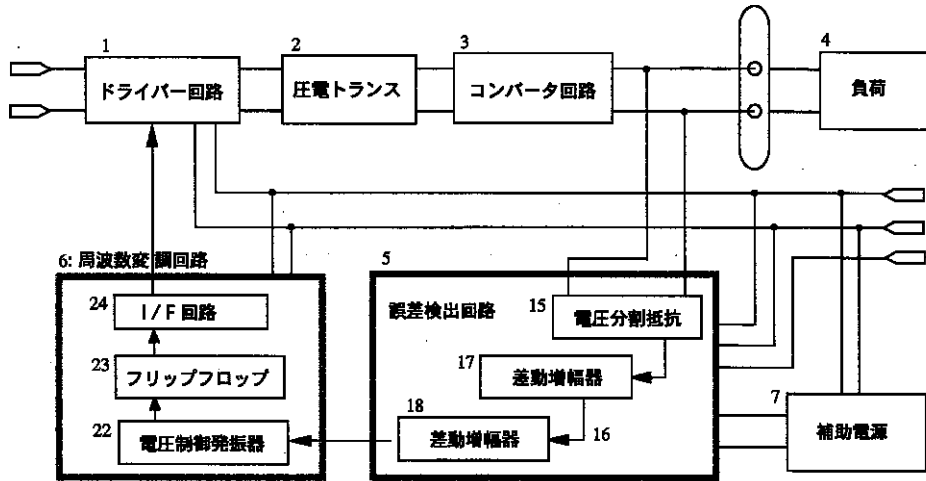 1
ドライバー回路
2
圧電トランス
3
コンバータ回路
4
負荷
6: 周波数変調回路
24
I/F 回路
23
フリップフロップ
22
電圧制御発振器
5
誤差検出回路
15
電圧分割抵抗
17
差動増幅器
16
18
差動増幅器
7
補助電源